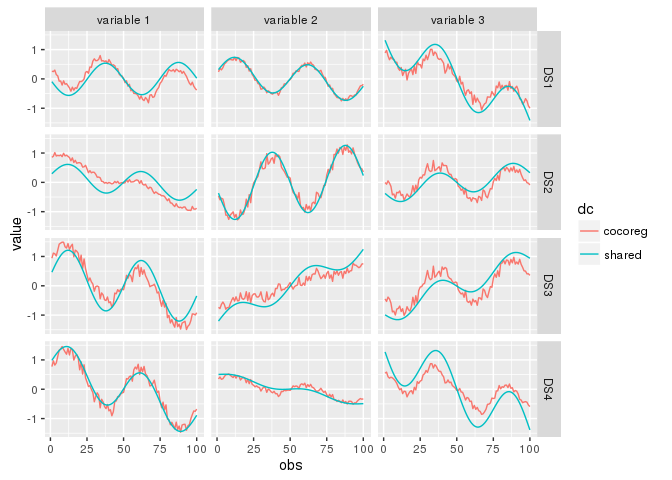 variable 1 variable 2 variable 3
1
0
-1
DS1
1
0
-1
DS2
value
dc
cocoreg
shared
1
0
-1
DS3
1
0
-1
DS4
0 25 50 75 100 0 25 50 75 100 0 25 50 75 100
obs